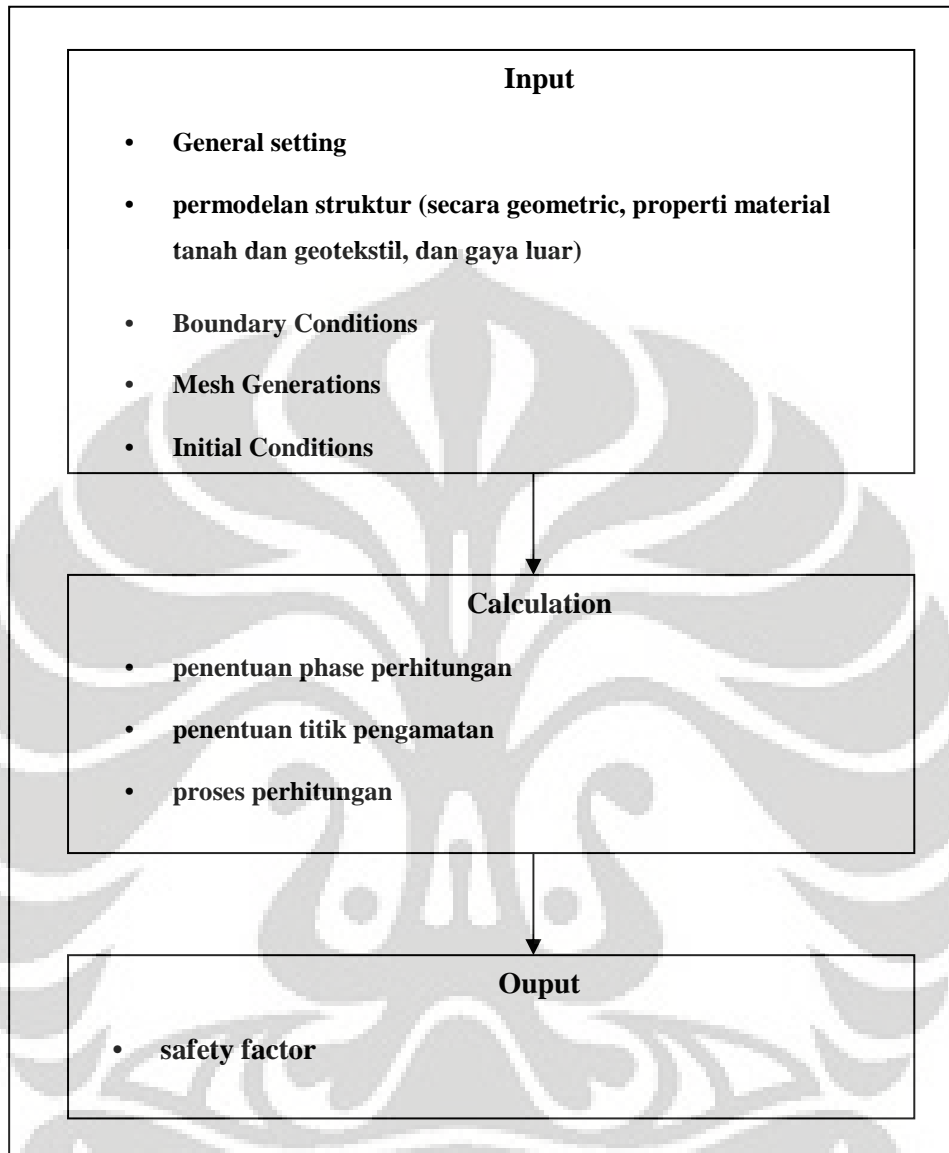 Input
• General setting
• permodelan struktur (secara geometric, properti material
tanah dan geotekstil, dan gaya luar)
• Boundary Conditions
• Mesh Generations
• Initial Conditions
Calculation
• penentuan phase perhitungan
• penentuan titik pengamatan
• proses perhitungan
Ouput
• safety factor